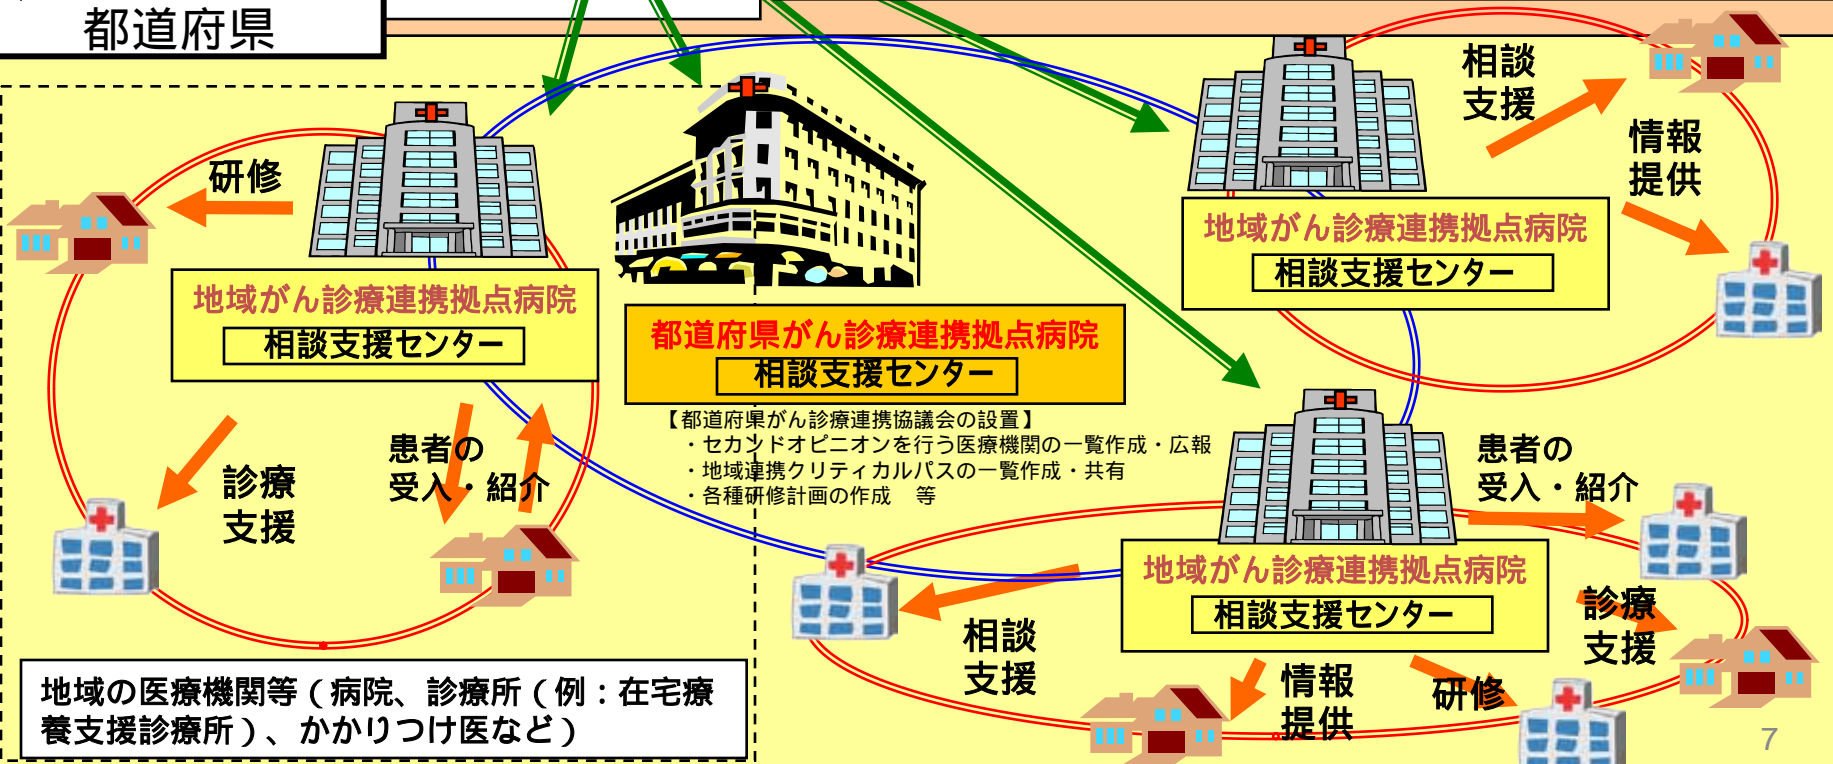 都道府県
相談
支援
情報
提供
研修
地域がん診療連携拠点病院
相談支援センター
地域がん診療連携拠点病院
相談支援センター
都道府県がん診療連携拠点病院
相談支援センター
【都道府県がん診療連携協議会の設置】
・セカンドオピニオンを行う医療機関の一覧作成・広報
・地域連携クリティカルパスの一覧作成・共有
・各種研修計画の作成　等
診療
支援
患者の
受入・紹介
患者の
受入・紹介
地域がん診療連携拠点病院
相談支援センター
診療
支援
相談
支援
情報
提供
研修
地域の医療機関等（病院、診療所（例：在宅療
養支援診療所）、かかりつけ医など）
7